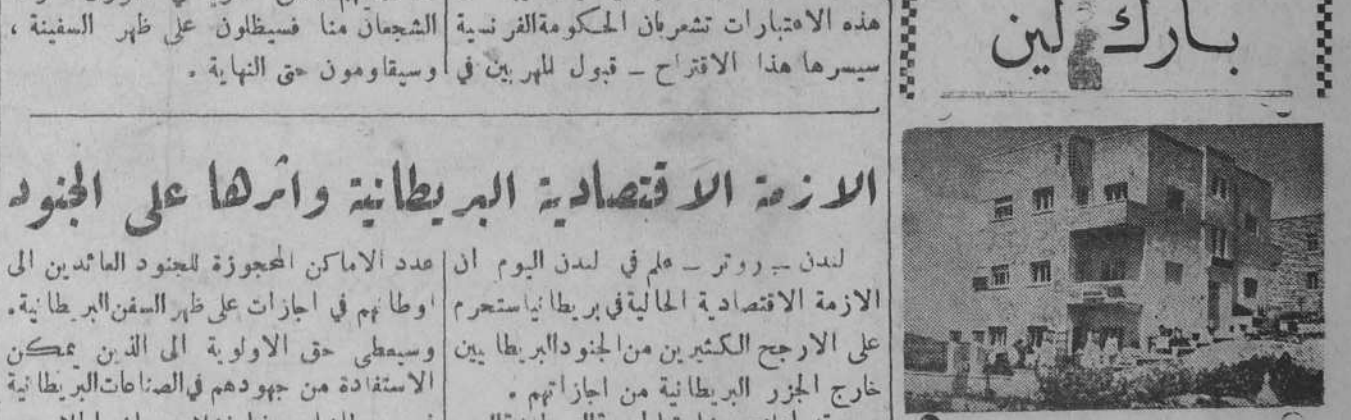 هذه الاعتبارات تشعر بان الحكومة الفرنسية
سيسرها هذا الاقتراح – قبول المهربين في
الشجعان منا فسيظلون على ظهر السفينة ،
وسيقاومون حتى النهاية .
الازمة الاقتصادية البريطانية واثرها على الجنود
لندن – روتر – علم في لندن اليوم ان
الازمة الاقتصادية الحالية في بريطانيا ستحرم
على الارجح الكثيرين من الجنود البريطانيين
خارج الجزر البريطانية من اجازاتهم .
عدد الاماكن المحجوزة للجنود العائدين الى
اوطانهم في اجازات على ظهر السفن البريطانية.
وسيعطى حق الاولوية الى الذين يمكن
الاستفادة من جهودهم في الصناعات البريطانية
بارك لين